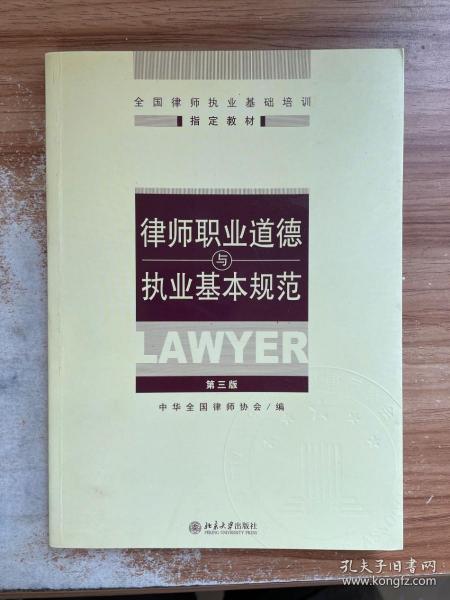 全国律师执业基础培训
指定教材
律师职业道德
与
执业基本规范
LAWYER
第三版
中华全国律师协会/编
北京大学出版社
PEKING UNIVERSITY PRESS
孔夫子旧书网
www.kongfz.com